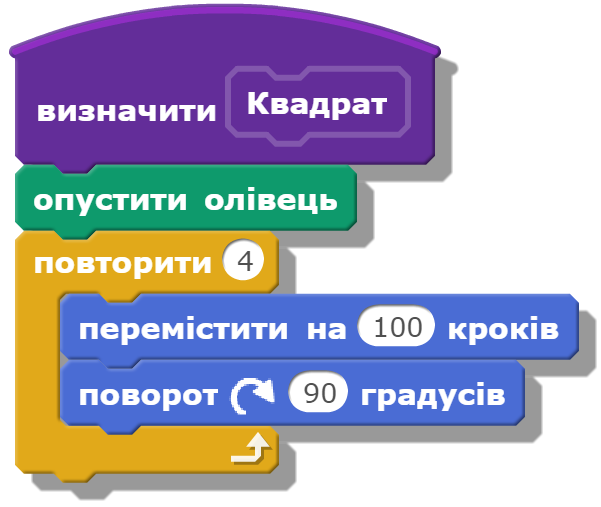 визначити Квадрат
опустити олівець
повторити 4
перемістити на 100 кроків
поворот 90 градусів